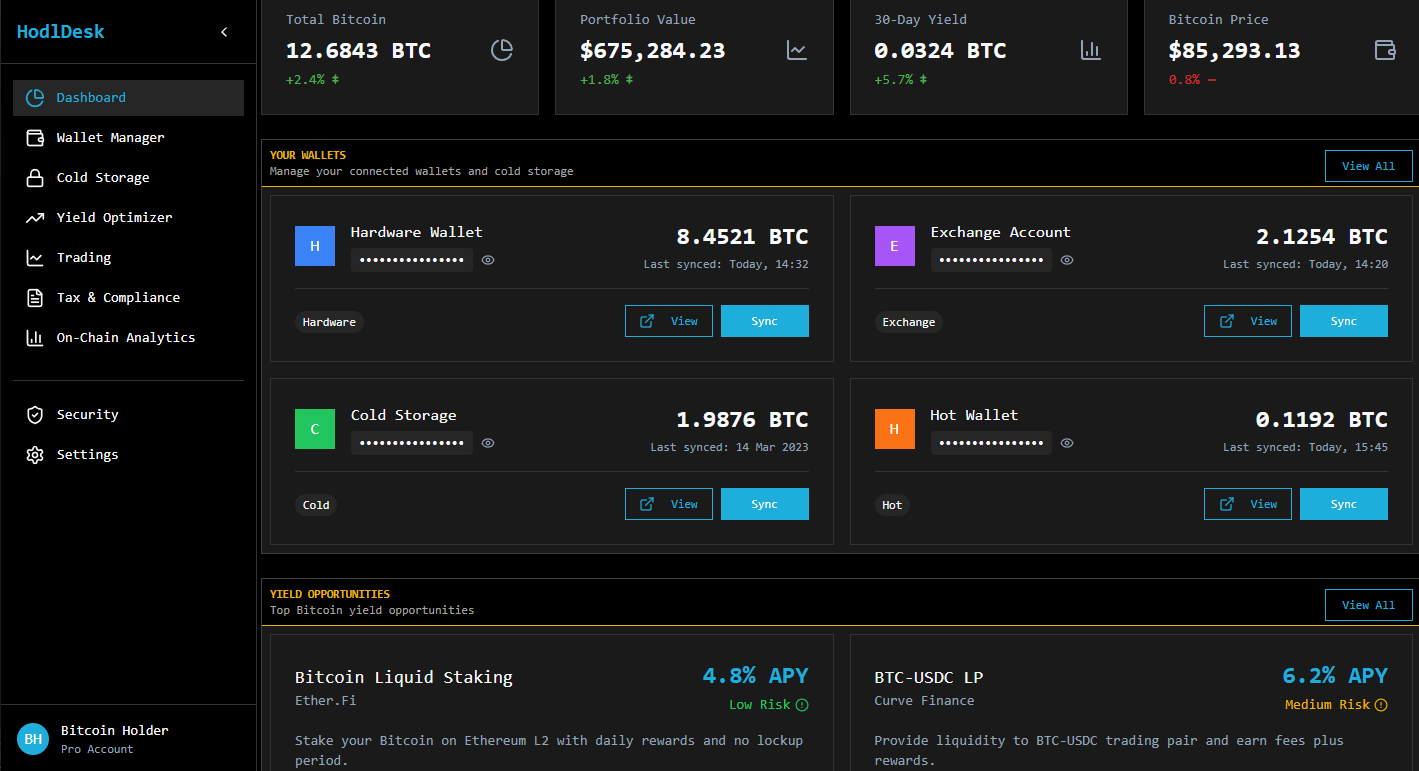 HodlDesk
Dashboard
Wallet Manager
Cold Storage
Yield Optimizer
Trading
Tax & Compliance
On-Chain Analytics
Security
Settings
BH
Bitcoin Holder
Pro Account
Total Bitcoin
12.6843 BTC
+2.4%
Portfolio Value
$675,284.23
+1.8%
30-Day Yield
0.0324 BTC
+5.7%
Bitcoin Price
$85,293.13
0.8% —
YOUR WALLETS
Manage your connected wallets and cold storage
View All
H
Hardware Wallet
••••••••••••••••
8.4521 BTC
Last synced: Today, 14:32
Hardware
View
Sync
E
Exchange Account
••••••••••••••••
2.1254 BTC
Last synced: Today, 14:20
Exchange
View
Sync
C
Cold Storage
••••••••••••••••
1.9876 BTC
Last synced: 14 Mar 2023
Cold
View
Sync
H
Hot Wallet
••••••••••••••••
0.1192 BTC
Last synced: Today, 15:45
Hot
View
Sync
YIELD OPPORTUNITIES
Top Bitcoin yield opportunities
View All
Bitcoin Liquid Staking
Ether.Fi
4.8% APY
Low Risk
Stake your Bitcoin on Ethereum L2 with daily rewards and no lockup
period.
BTC-USDC LP
Curve Finance
6.2% APY
Medium Risk
Provide liquidity to BTC-USDC trading pair and earn fees plus
rewards.